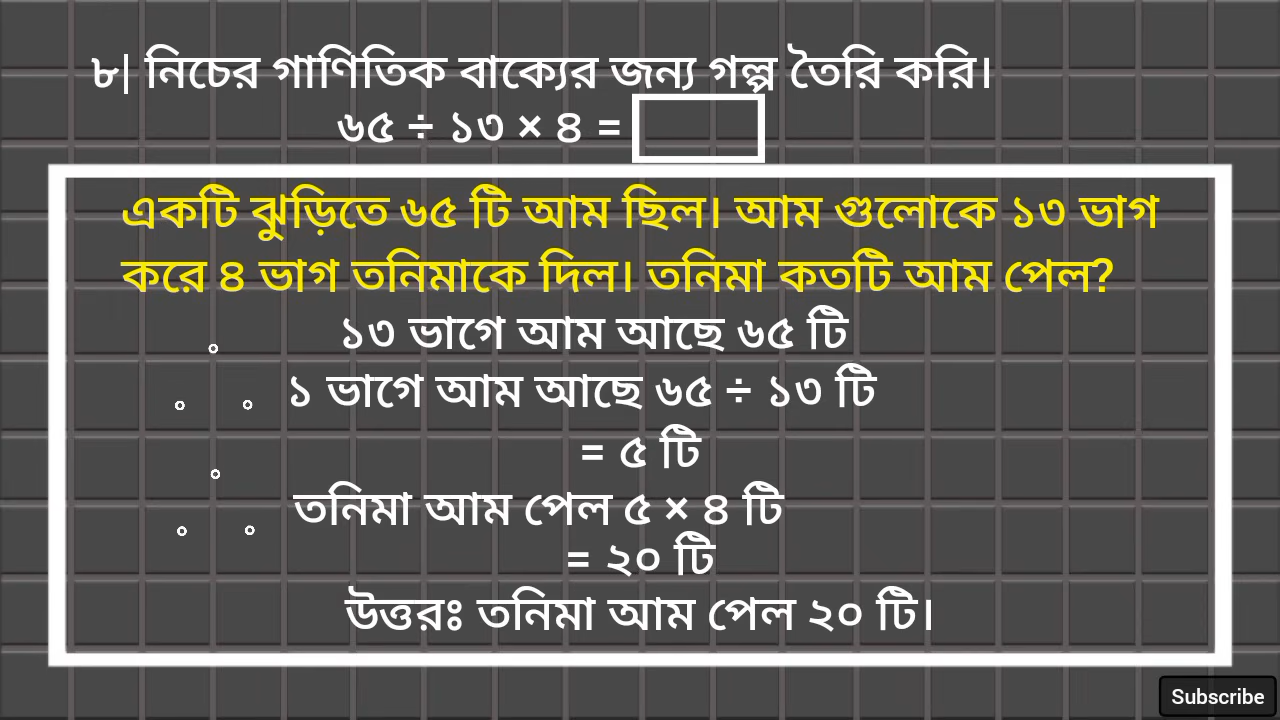 ৮| নিচের গাণিতিক বাক্যের জন্য গল্প তৈরি করি।
৬৫ ÷ ১৩ × ৪ =
একটি ঝুড়িতে ৬৫ টি আম ছিল। আম গুলোকে ১৩ ভাগ
করে ৪ ভাগ তনিমাকে দিল। তনিমা কতটি আম পেল?
১৩ ভাগে আম আছে ৬৫ টি
∴ ১ ভাগে আম আছে ৬৫ ÷ ১৩ টি
= ৫ টি
∴ তনিমা আম পেল ৫ × ৪ টি
= ২০ টি
উত্তরঃ তনিমা আম পেল ২০ টি।
Subscribe